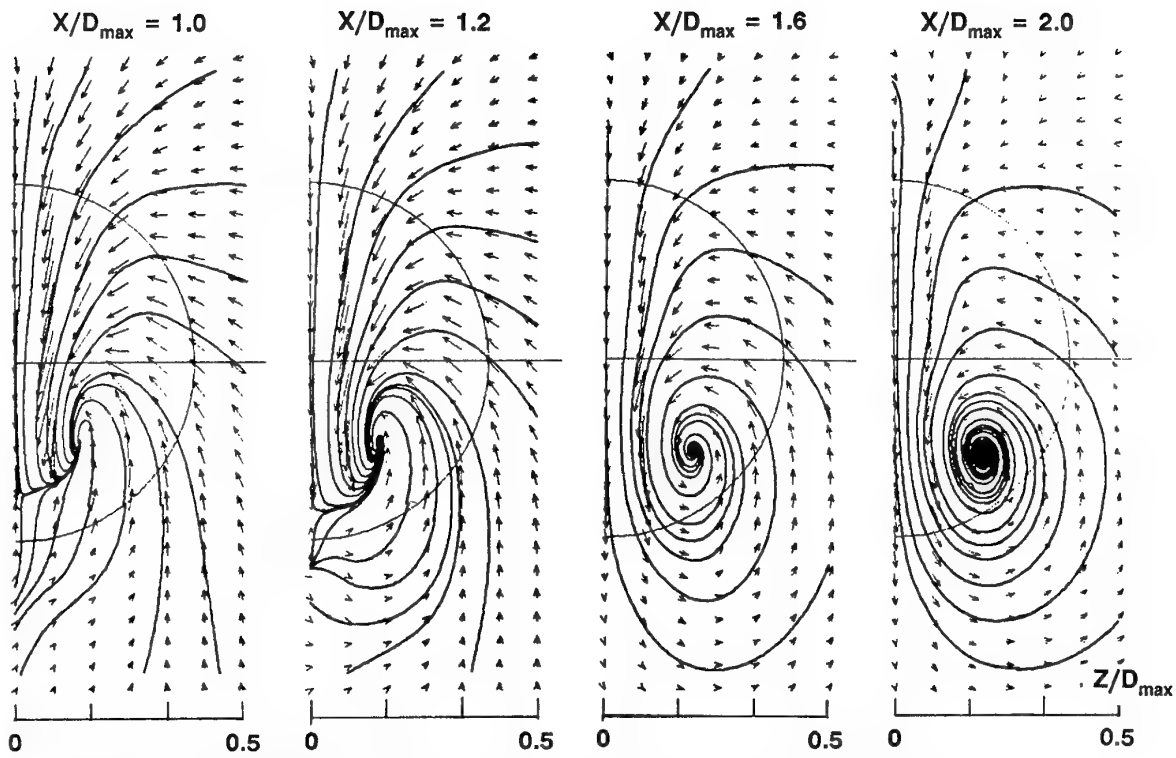 X/Dmax = 1.0
X/Dmax = 1.2
X/Dmax = 1.6
X/Dmax = 2.0
Z/Dmax
0 0.5
0 0.5
0 0.5
0 0.5